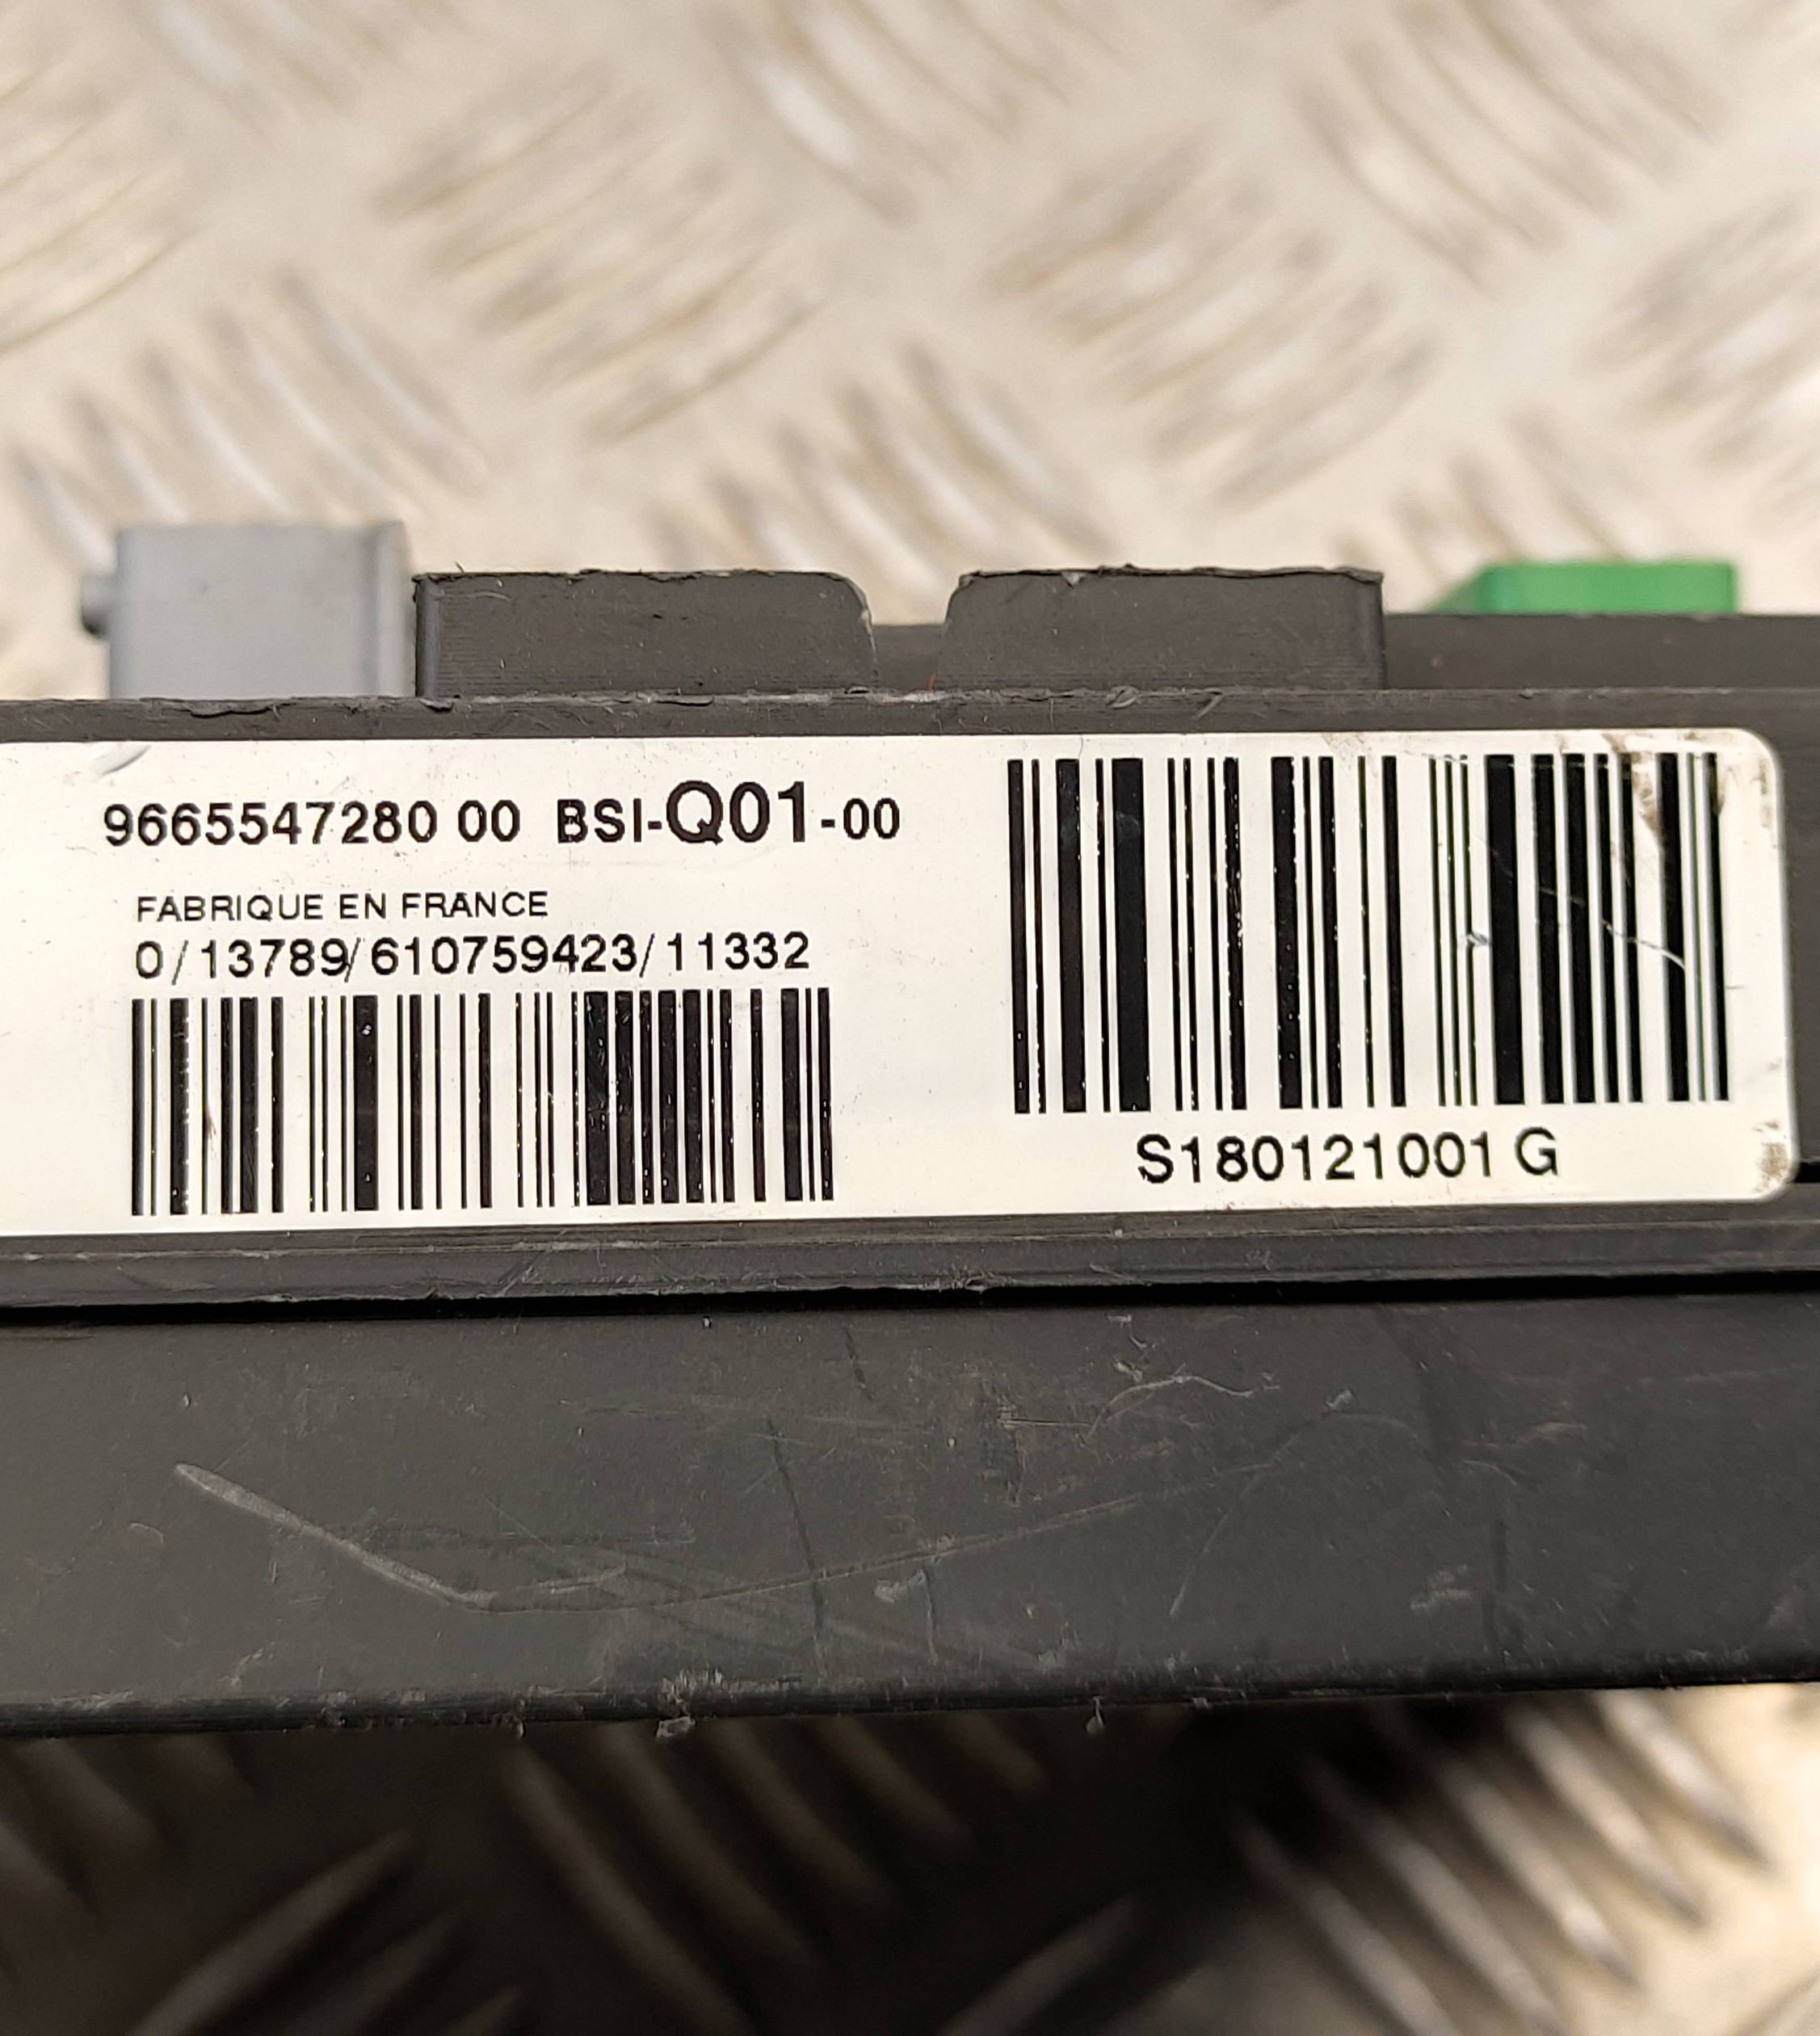 9665547280 00 BSI-Q01-00
FABRIQUE EN FRANCE
0/13789/610759423/11332
S180121001 G